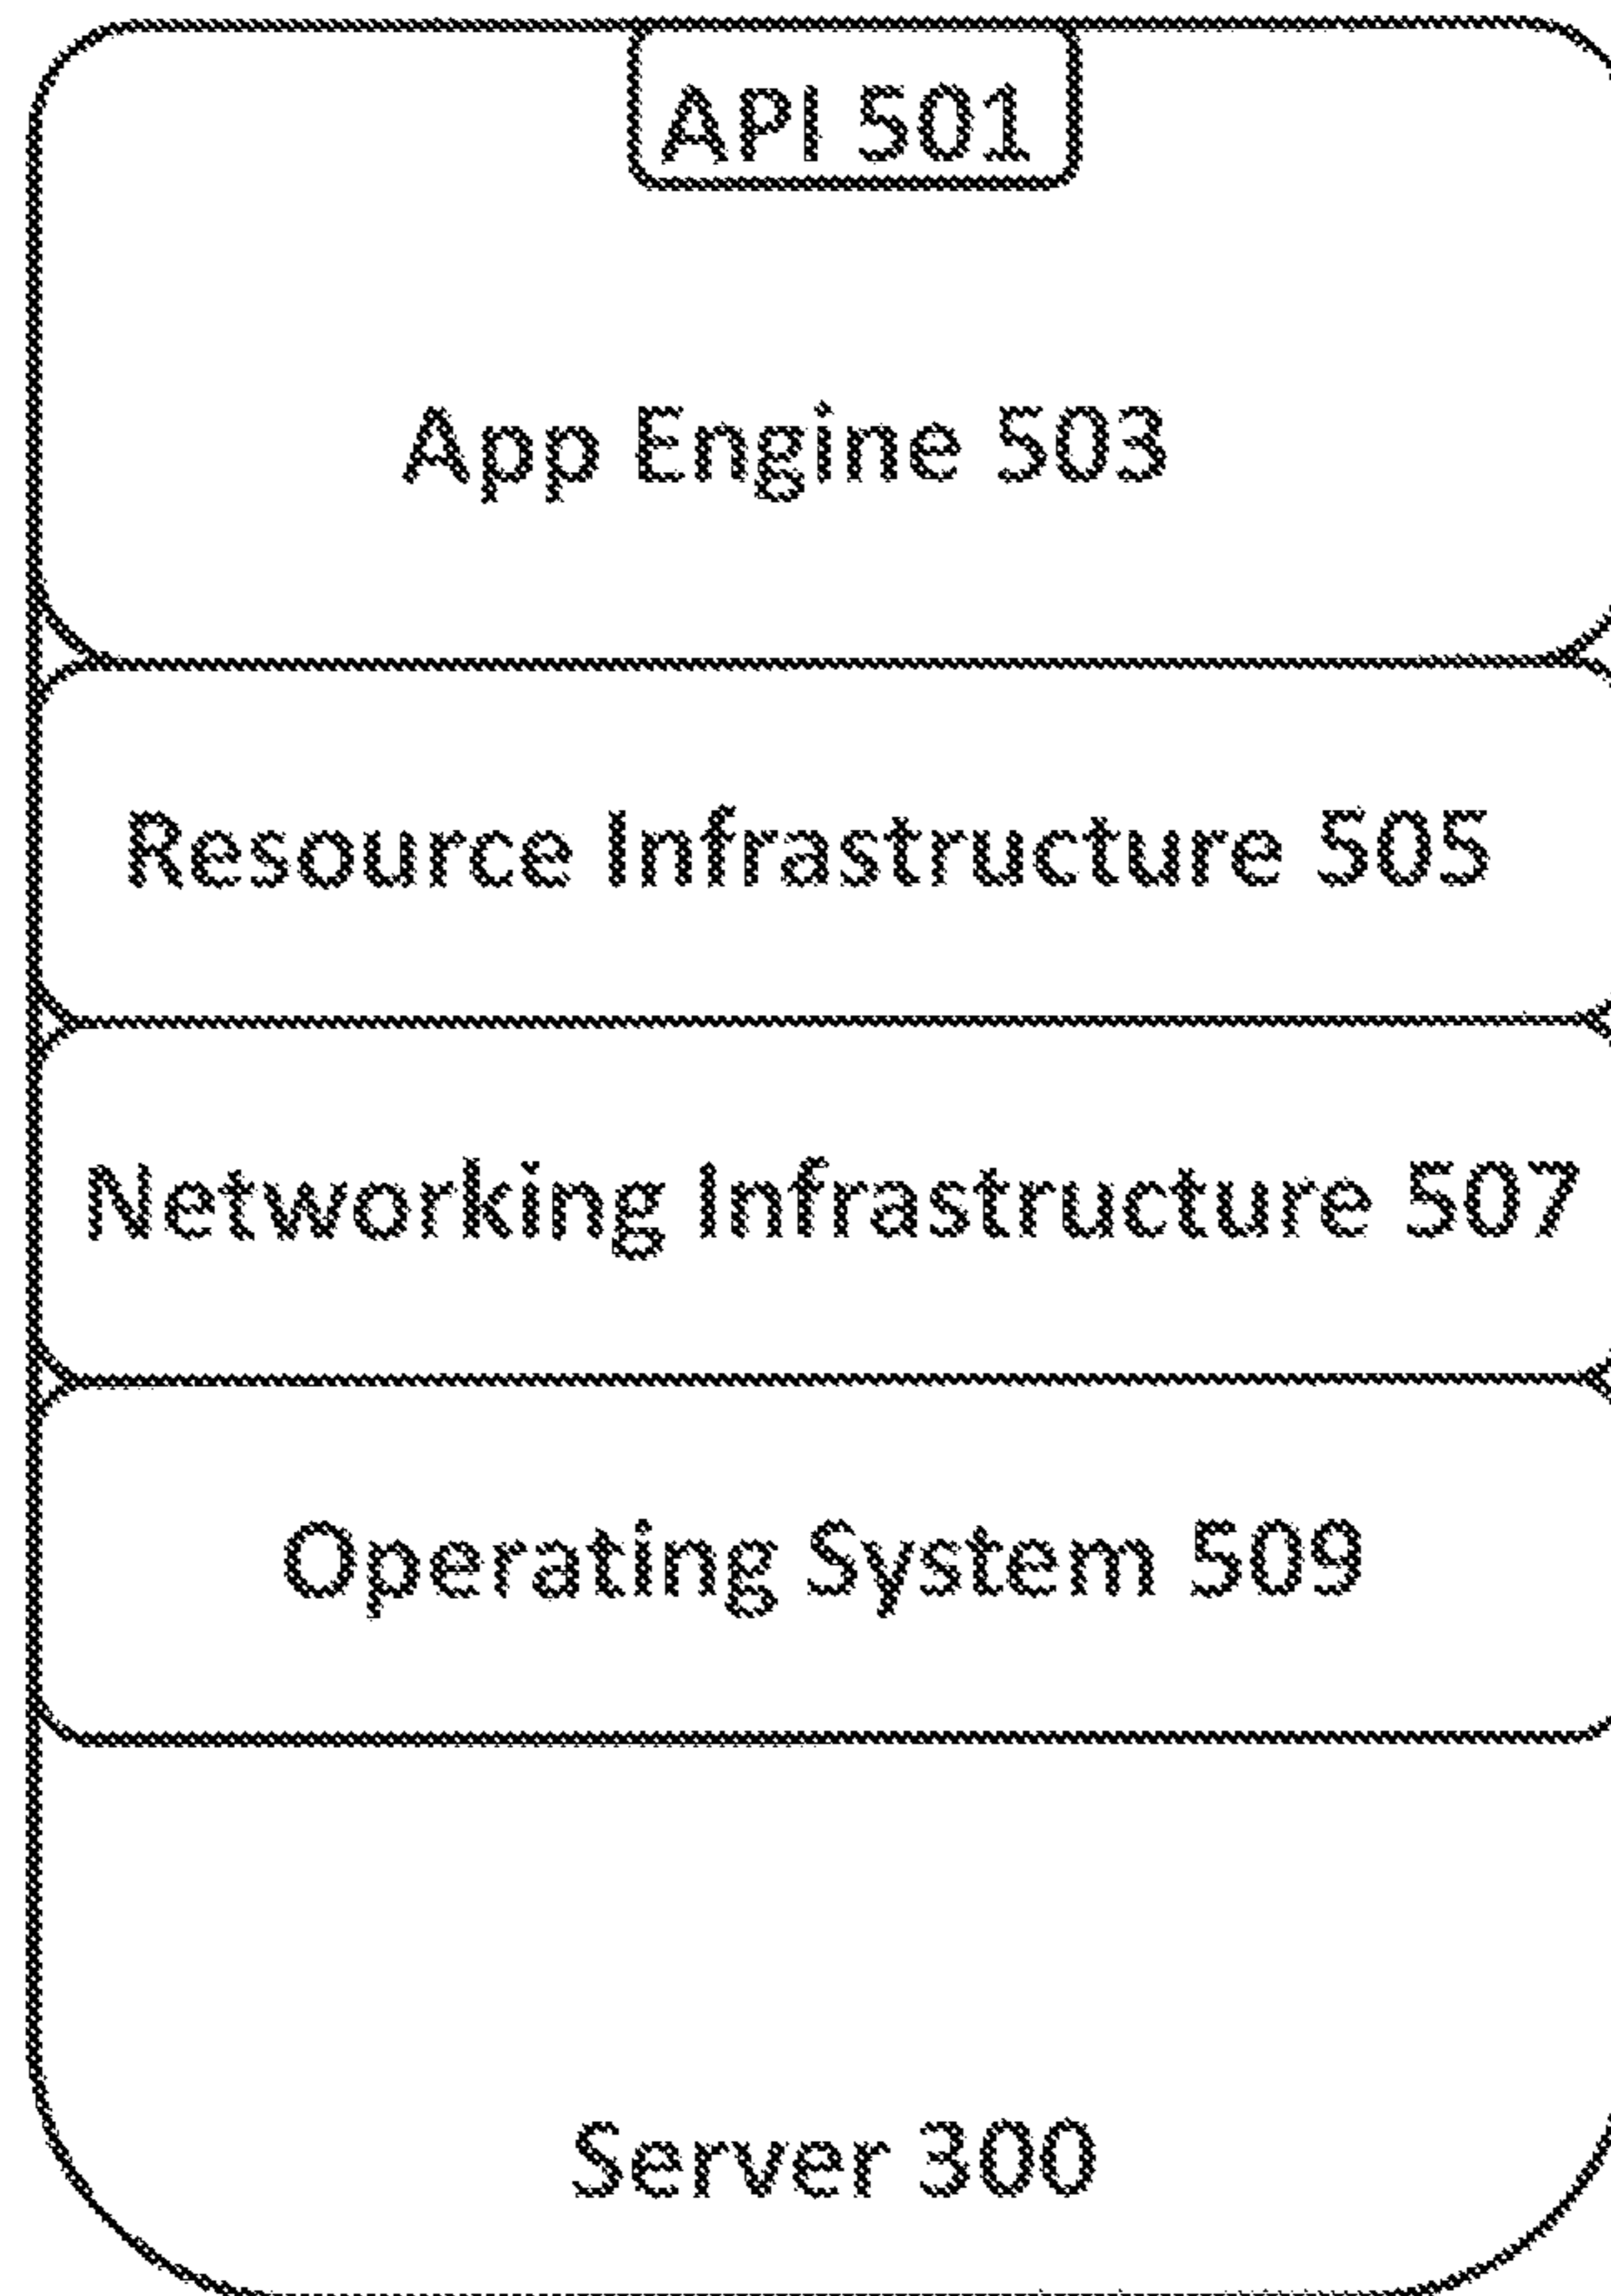 API 501
App Engine 503
Resource Infrastructure 505
Networking Infrastructure 507
Operating System 509
Server 300